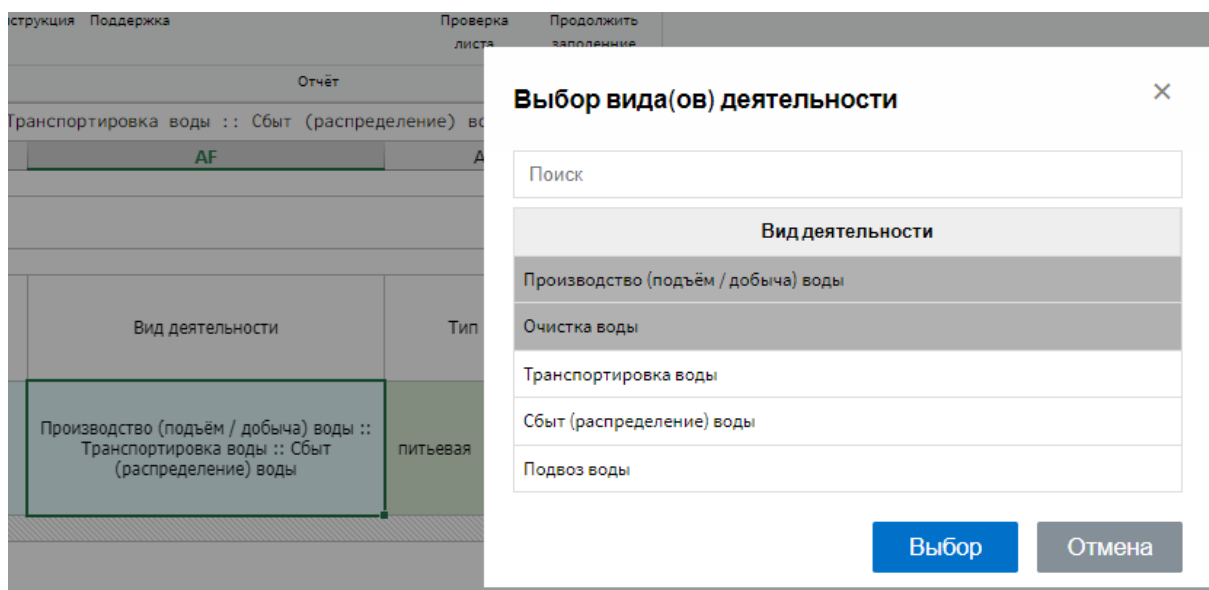 струкция Поддержка
Проверка листа
Продолжить заполенние
Отчёт
Транспортировка воды :: Сбыт (распределение) во
AF
A
Вид деятельности
Тип
Производство (подъём / добыча) воды ::
Транспортировка воды :: Сбыт
(распределение) воды
питьевая
Выбор вида(ов) деятельности
×
Поиск
Вид деятельности
Производство (подъём / добыча) воды
Очистка воды
Транспортировка воды
Сбыт (распределение) воды
Подвоз воды
Выбор
Отмена